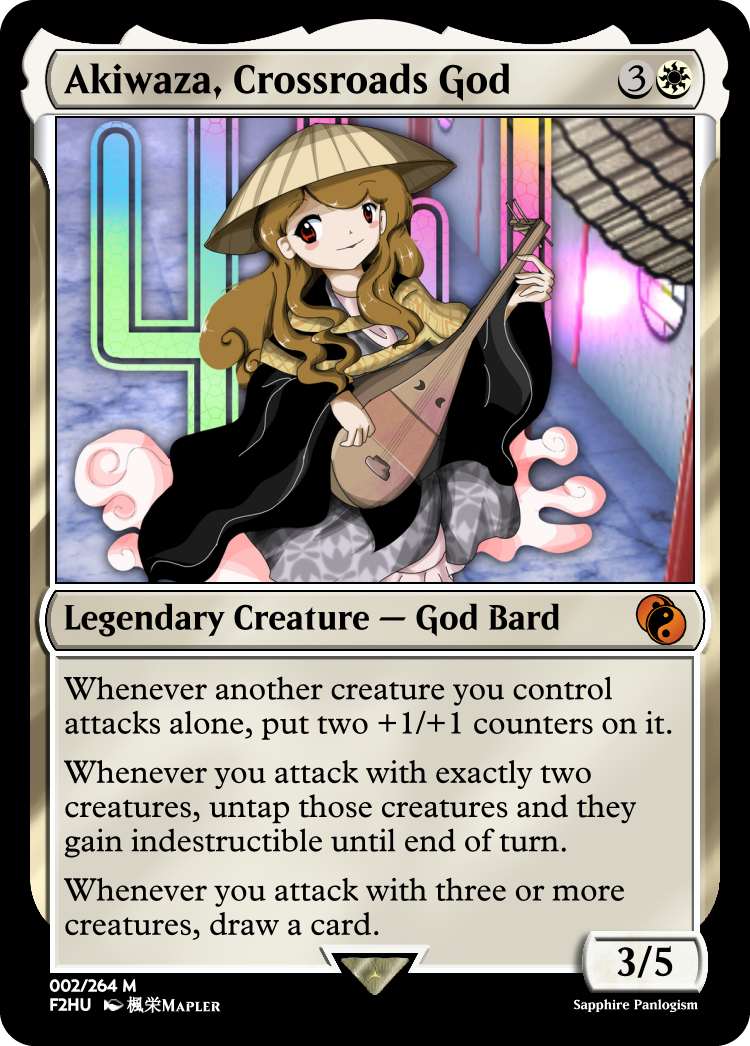 Akiwaza, Crossroads God 3
Legendary Creature — God Bard
Whenever another creature you control
attacks alone, put two +1/+1 counters on it.
Whenever you attack with exactly two
creatures, untap those creatures and they
gain indestructible until end of turn.
Whenever you attack with three or more
creatures, draw a card.
3/5
002/264 M
F2HU 楓栄Mapler
Sapphire Panlogism